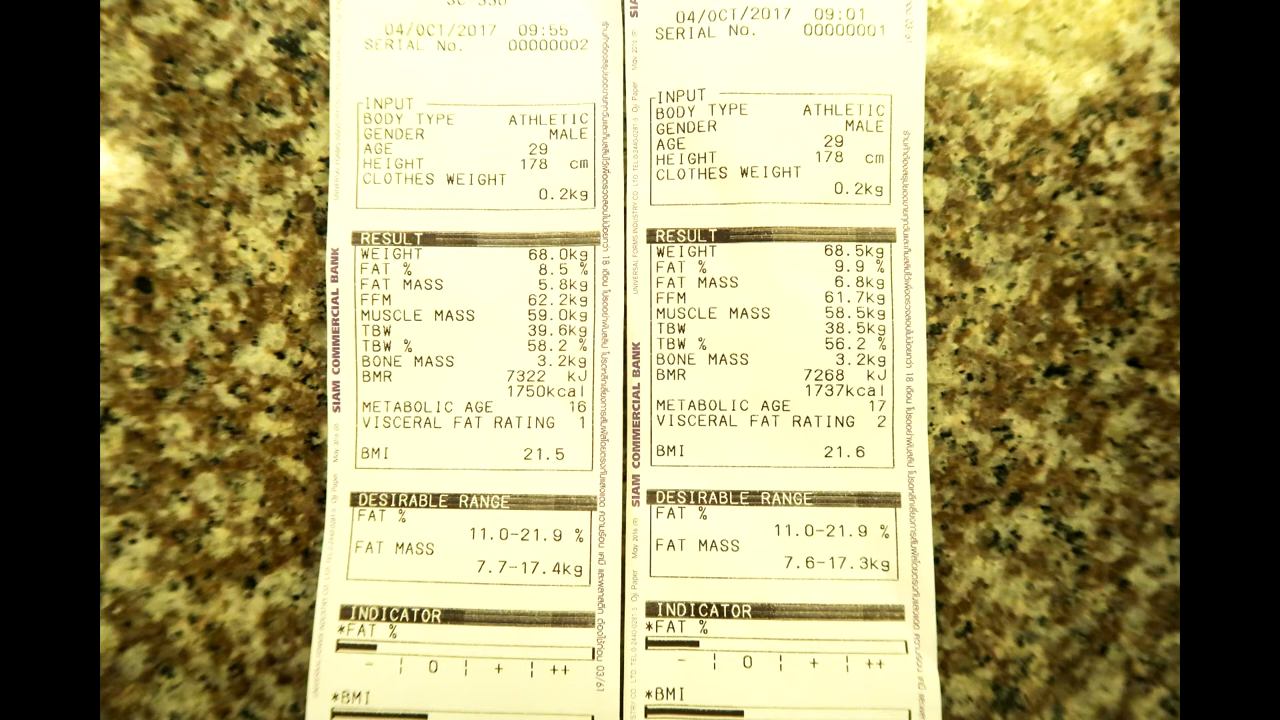 04/OCT/2017 09:55
SERIAL No. 00000002
INPUT
BODY TYPE ATHLETIC
GENDER MALE
AGE 29
HEIGHT 178 cm
CLOTHES WEIGHT
0.2kg
RESULT
WEIGHT 68.0kg
FAT % 8.5 %
FAT MASS 5.8kg
FFM 62.2kg
MUSCLE MASS 59.0kg
TBW 39.6kg
TBW % 58.2 %
BONE MASS 3.2kg
BMR 7322 kJ
1750kcal
METABOLIC AGE 16
VISCERAL FAT RATING 1
BMI 21.5
DESIRABLE RANGE
FAT %
11.0-21.9 %
FAT MASS
7.7-17.4kg
INDICATOR
*FAT %
- ¦ 0 ¦ + ¦ ++
*BMI
SIAM COMMERCIAL BANK
04/OCT/2017 09:01
SERIAL No. 00000001
INPUT
BODY TYPE ATHLETIC
GENDER MALE
AGE 29
HEIGHT 178 cm
CLOTHES WEIGHT
0.2kg
RESULT
WEIGHT 68.5kg
FAT % 9.9 %
FAT MASS 6.8kg
FFM 61.7kg
MUSCLE MASS 58.5kg
TBW 38.5kg
TBW % 56.2 %
BONE MASS 3.2kg
BMR 7268 kJ
1737kcal
METABOLIC AGE 17
VISCERAL FAT RATING 2
BMI 21.6
DESIRABLE RANGE
FAT %
11.0-21.9 %
FAT MASS
7.6-17.3kg
INDICATOR
*FAT %
- ¦ 0 ¦ + ¦ ++
*BMI
SIAM COMMERCIAL BANK